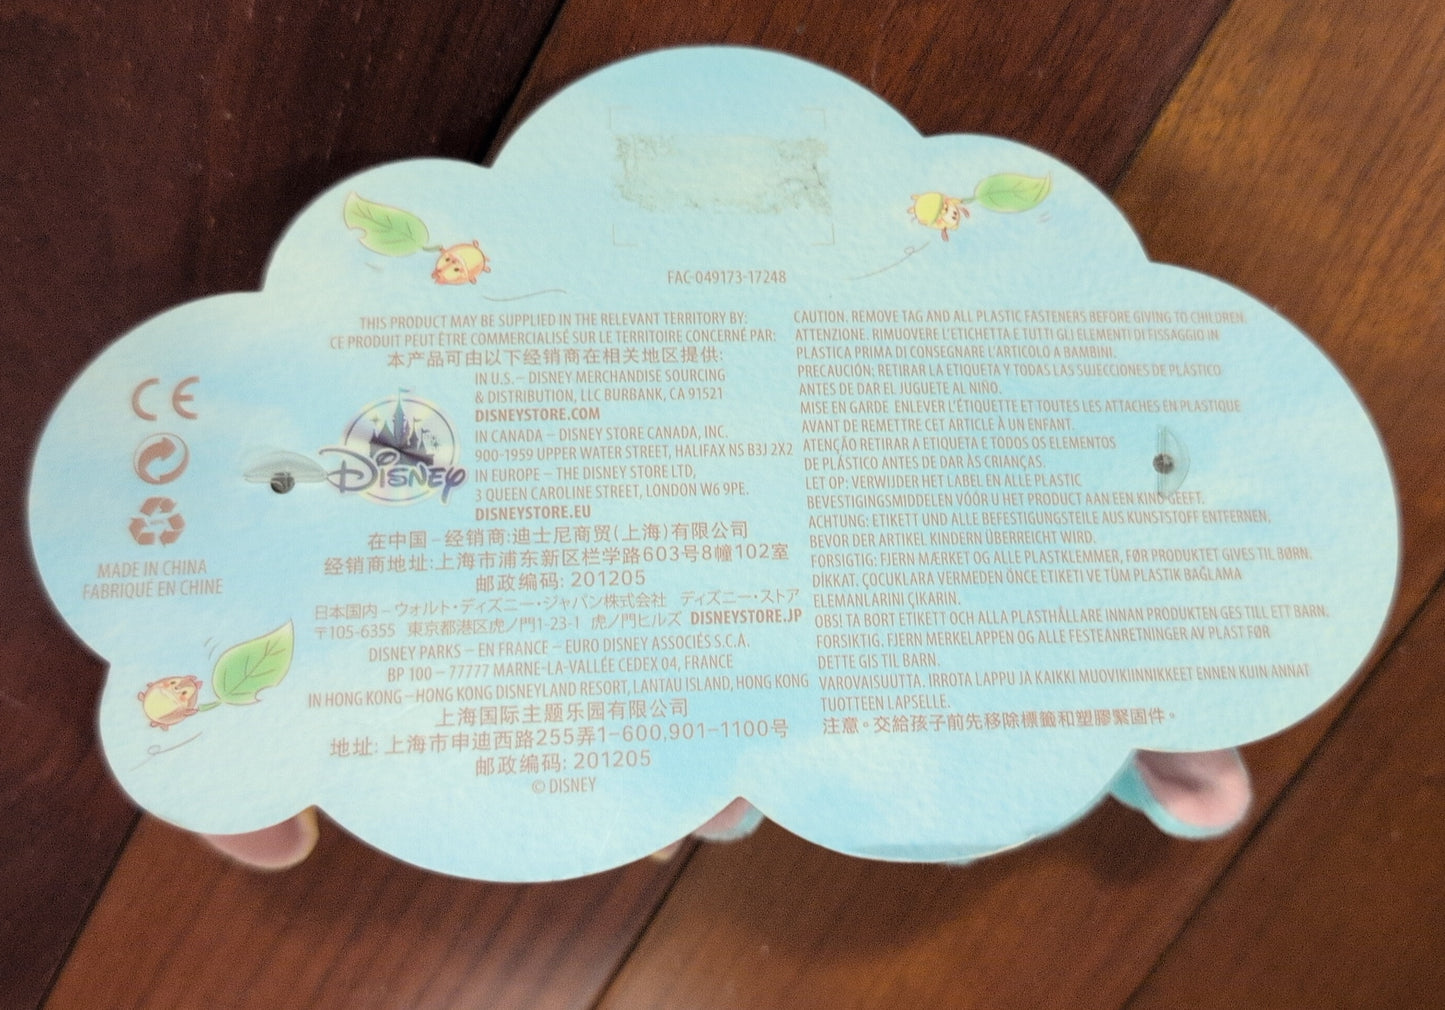 FAC-049173-17248
THIS PRODUCT MAY BE SUPPLIED IN THE RELEVANT TERRITORY BY:
CE PRODUIT PEUT ÊTRE COMMERCIALISÉ SUR LE TERRITOIRE CONCERNÉ PAR:
本产品可由以下经销商在相关地区提供:
IN U.S. – DISNEY MERCHANDISE SOURCING
& DISTRIBUTION, LLC BURBANK, CA 91521
DISNEYSTORE.COM
IN CANADA – DISNEY STORE CANADA, INC.
900-1959 UPPER WATER STREET, HALIFAX NS B3J 2X2
IN EUROPE – THE DISNEY STORE LTD,
3 QUEEN CAROLINE STREET, LONDON W6 9PE.
DISNEYSTORE.EU
DISNEY
在中国 – 经销商:迪士尼商贸(上海)有限公司
经销商地址:上海市浦东新区栏学路603号8幢102室
邮政编码: 201205
日本国内 – ウォルト・ディズニー・ジャパン株式会社 ディズニー・ストア
〒105-6355 東京都港区虎ノ門1-23-1 虎ノ門ヒルズ DISNEYSTORE.JP
DISNEY PARKS – EN FRANCE – EURO DISNEY ASSOCIÉS S.C.A.
BP 100 – 77777 MARNE-LA-VALLÉE CEDEX 04, FRANCE
IN HONG KONG – HONG KONG DISNEYLAND RESORT, LANTAU ISLAND, HONG KONG
上海国际主题乐园有限公司
地址: 上海市申迪西路255弄1-600,901-1100号
邮政编码: 201205
© DISNEY
CE
MADE IN CHINA
FABRIQUÉ EN CHINE
CAUTION. REMOVE TAG AND ALL PLASTIC FASTENERS BEFORE GIVING TO CHILDREN.
ATTENZIONE. RIMUOVERE L'ETICHETTA E TUTTI GLI ELEMENTI DI FISSAGGIO IN
PLASTICA PRIMA DI CONSEGNARE L'ARTICOLO A BAMBINI.
PRECAUCIÓN: RETIRAR LA ETIQUETA Y TODAS LAS SUJECCIONES DE PLÁSTICO
ANTES DE DAR EL JUGUETE AL NIÑO.
MISE EN GARDE ENLEVER L'ÉTIQUETTE ET TOUTES LES ATTACHES EN PLASTIQUE
AVANT DE REMETTRE CET ARTICLE À UN ENFANT.
ATENÇÃO RETIRAR A ETIQUETA E TODOS OS ELEMENTOS
DE PLÁSTICO ANTES DE DAR ÀS CRIANÇAS.
LET OP: VERWIJDER HET LABEL EN ALLE PLASTIC
BEVESTIGINGSMIDDELEN VÓÓR U HET PRODUCT AAN EEN KIND GEEFT.
ACHTUNG: ETIKETT UND ALLE BEFESTIGUNGSTEILE AUS KUNSTSTOFF ENTFERNEN,
BEVOR DER ARTIKEL KINDERN ÜBERREICHT WIRD.
FORSIGTIG: FJERN MÆRKET OG ALLE PLASTKLEMMER, FØR PRODUKTET GIVES TIL BØRN.
DİKKAT. ÇOCUKLARA VERMEDEN ÖNCE ETIKETI VE TÜM PLASTIK BAĞLAMA
ELEMANLARINI ÇIKARIN.
OBS! TA BORT ETIKETT OCH ALLA PLASTHÅLLARE INNAN PRODUKTEN GES TILL ETT BARN.
FORSIKTIG. FJERN MERKELAPPEN OG ALLE FESTEANRETNINGER AV PLAST FØR
DETTE GIS TIL BARN.
VAROVAISUUTTA. IRROTA LAPPU JA KAIKKI MUOVIKIINNIKKEET ENNEN KUIN ANNAT
TUOTTEEN LAPSELLE.
注意。交給孩子前先移除標籤和塑膠緊固件。